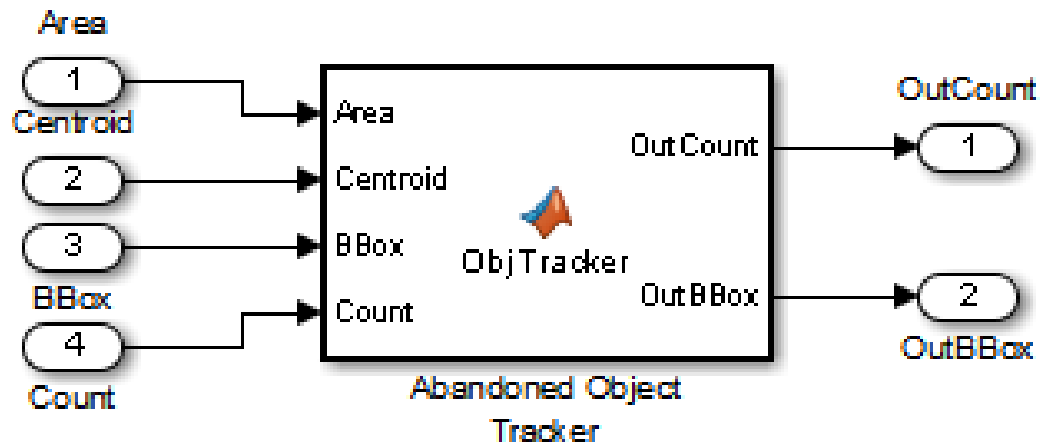 Area
1
Centroid
2
3
BBox
4
Count
Area
Centroid
BBox
Count
ObjTracker
OutCount
OutBBox
Abandoned Object
Tracker
OutCount
1
2
OutBBox